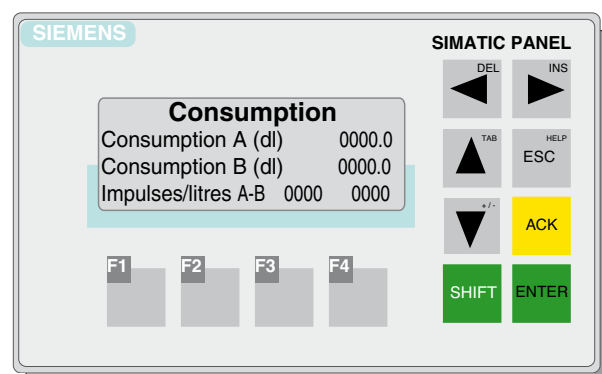 SIEMENS
SIMATIC PANEL
DEL
INS
Consumption
Consumption A (dl) 0000.0
Consumption B (dl) 0000.0
Impulses/litres A-B 0000 0000
TAB
HELP
ESC
+/-
ACK
F1 F2 F3 F4
SHIFT ENTER